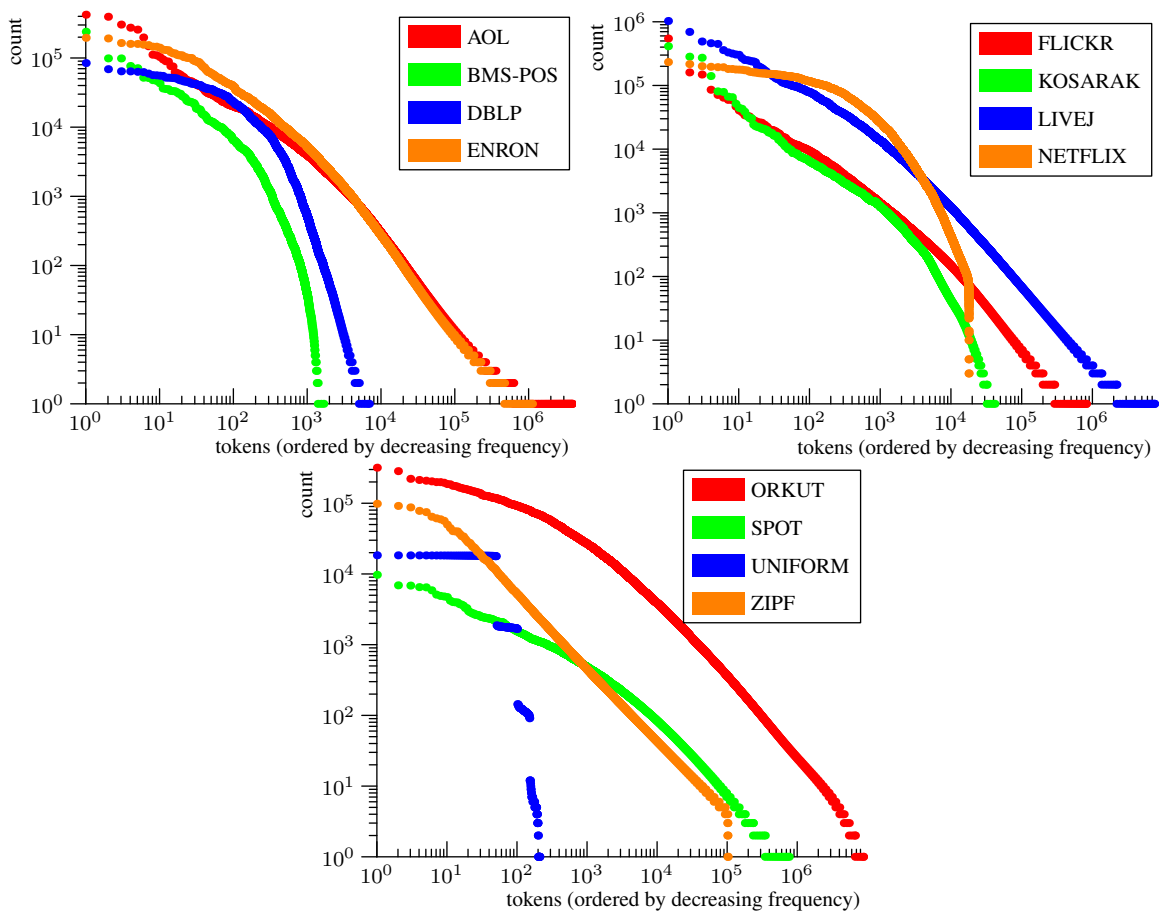 count
10^5
10^4
10^3
10^2
10^1
10^0
10^0 10^1 10^2 10^3 10^4 10^5 10^6
tokens (ordered by decreasing frequency)
AOL
BMS-POS
DBLP
ENRON
count
10^6
10^5
10^4
10^3
10^2
10^1
10^0
10^0 10^1 10^2 10^3 10^4 10^5 10^6
tokens (ordered by decreasing frequency)
FLICKR
KOSARAK
LIVEJ
NETFLIX
count
10^5
10^4
10^3
10^2
10^1
10^0
10^0 10^1 10^2 10^3 10^4 10^5 10^6
tokens (ordered by decreasing frequency)
ORKUT
SPOT
UNIFORM
ZIPF